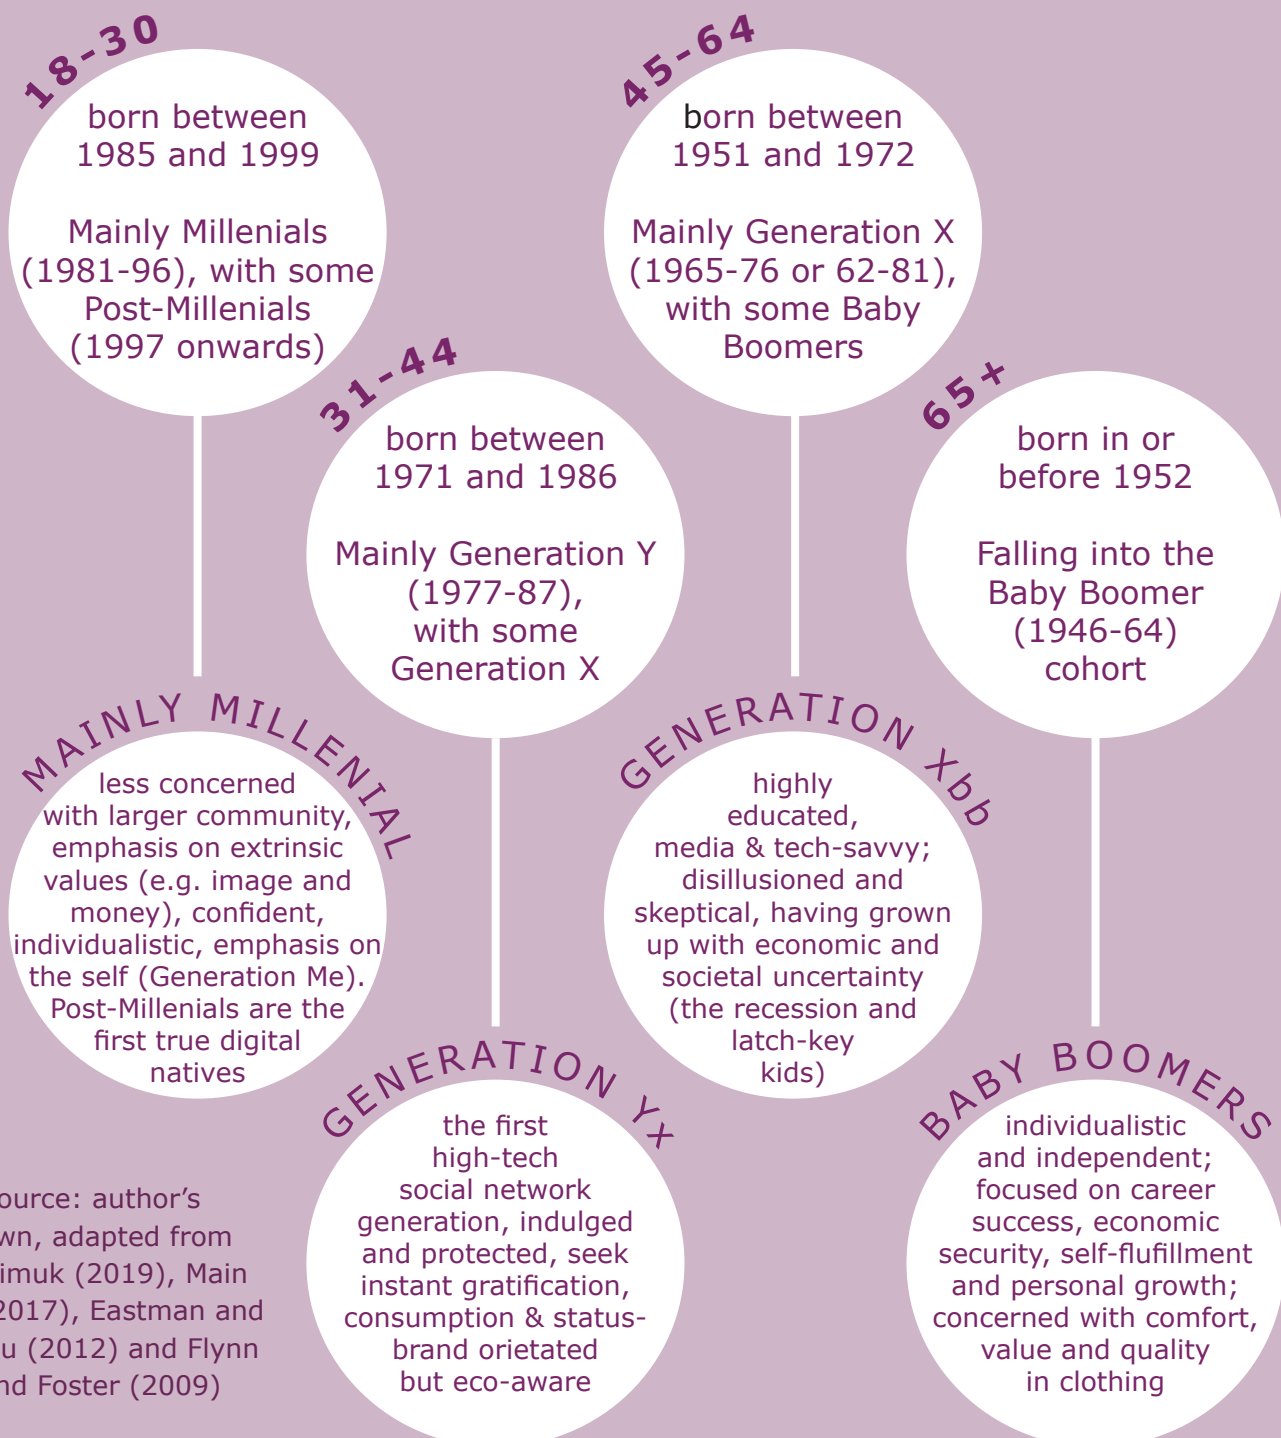 18-30
born between
1985 and 1999
Mainly Millenials
(1981-96), with some
Post-Millenials
(1997 onwards)
MAINLY MILLENIAL
less concerned
with larger community,
emphasis on extrinsic
values (e.g. image and
money), confident,
individualistic, emphasis on
the self (Generation Me).
Post-Millenials are the
first true digital
natives
31-44
born between
1971 and 1986
Mainly Generation Y
(1977-87),
with some
Generation X
GENERATION Yx
the first
high-tech
social network
generation, indulged
and protected, seek
instant gratification,
consumption & status-
brand orietated
but eco-aware
45-64
born between
1951 and 1972
Mainly Generation X
(1965-76 or 62-81),
with some Baby
Boomers
GENERATION Xbb
highly
educated,
media & tech-savvy;
disillusioned and
skeptical, having grown
up with economic and
societal uncertainty
(the recession and
latch-key
kids)
65+
born in or
before 1952
Falling into the
Baby Boomer
(1946-64)
cohort
BABY BOOMERS
individualistic
and independent;
focused on career
success, economic
security, self-flufillment
and personal growth;
concerned with comfort,
value and quality
in clothing
ource: author's
wn, adapted from
imuk (2019), Main
2017), Eastman and
u (2012) and Flynn
nd Foster (2009)